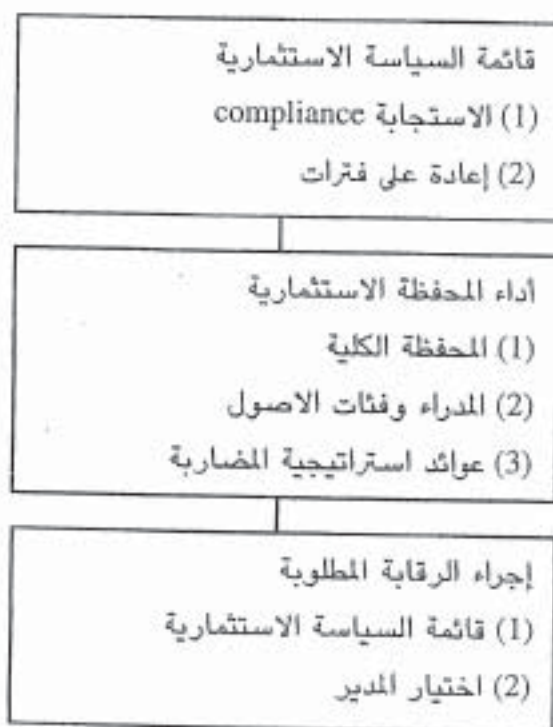 قائمة السياسة الاستثمارية
(1) الاستجابة compliance
(2) إعادة على فترات
أداء المحفظة الاستثمارية
(1) المحفظة الكلية
(2) المدراء وفئات الاصول
(3) عوائد استراتيجية المضاربة
إجراء الرقابة المطلوبة
(1) قائمة السياسة الاستثمارية
(2) اختيار المدير